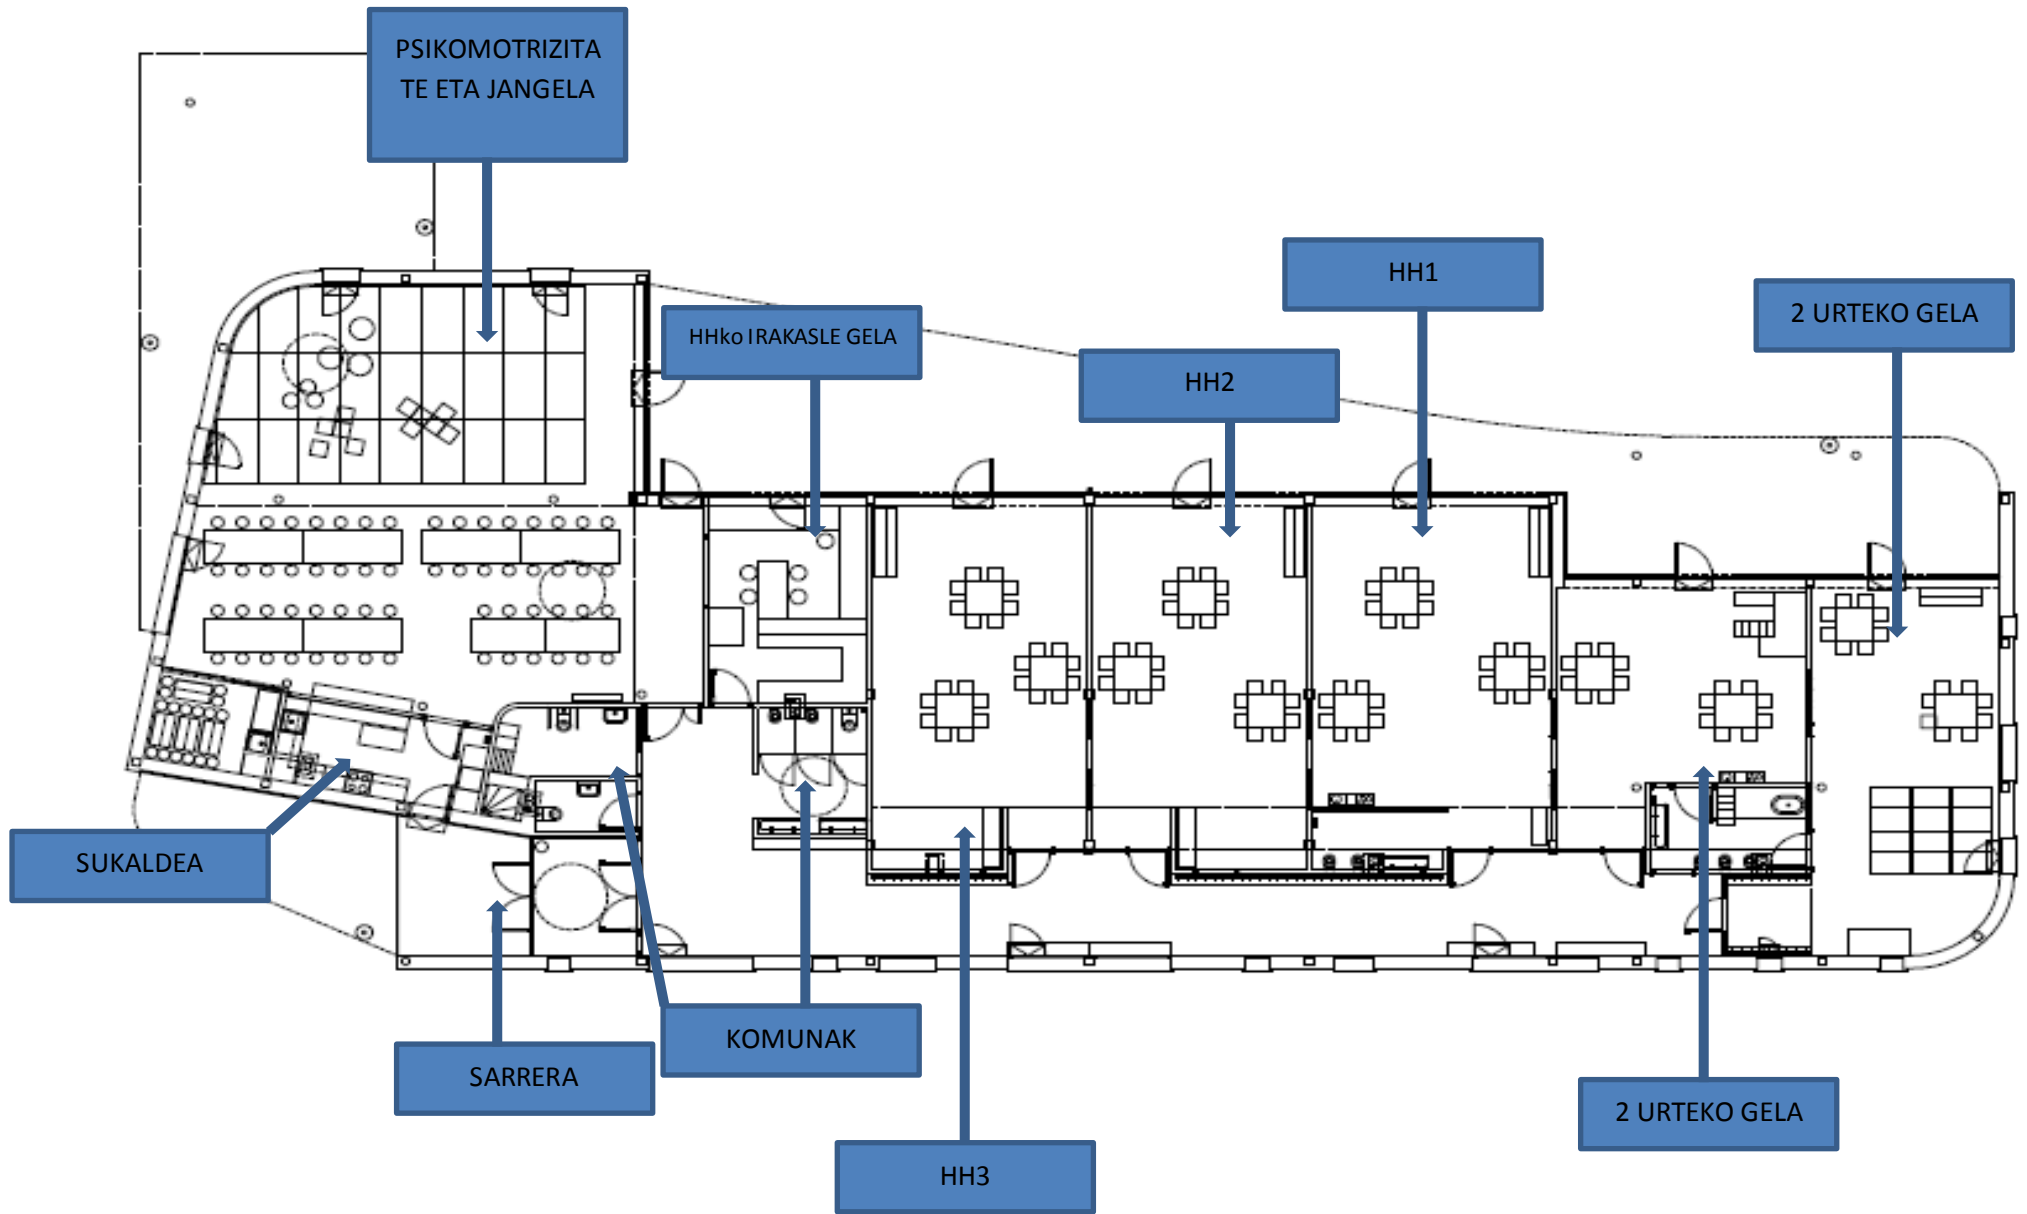 PSIKOMOTRIZITA
TE ETA JANGELA
HH1
2 URTEKO GELA
HHko IRAKASLE GELA
HH2
SUKALDEA
KOMUNAK
SARRERA
2 URTEKO GELA
HH3